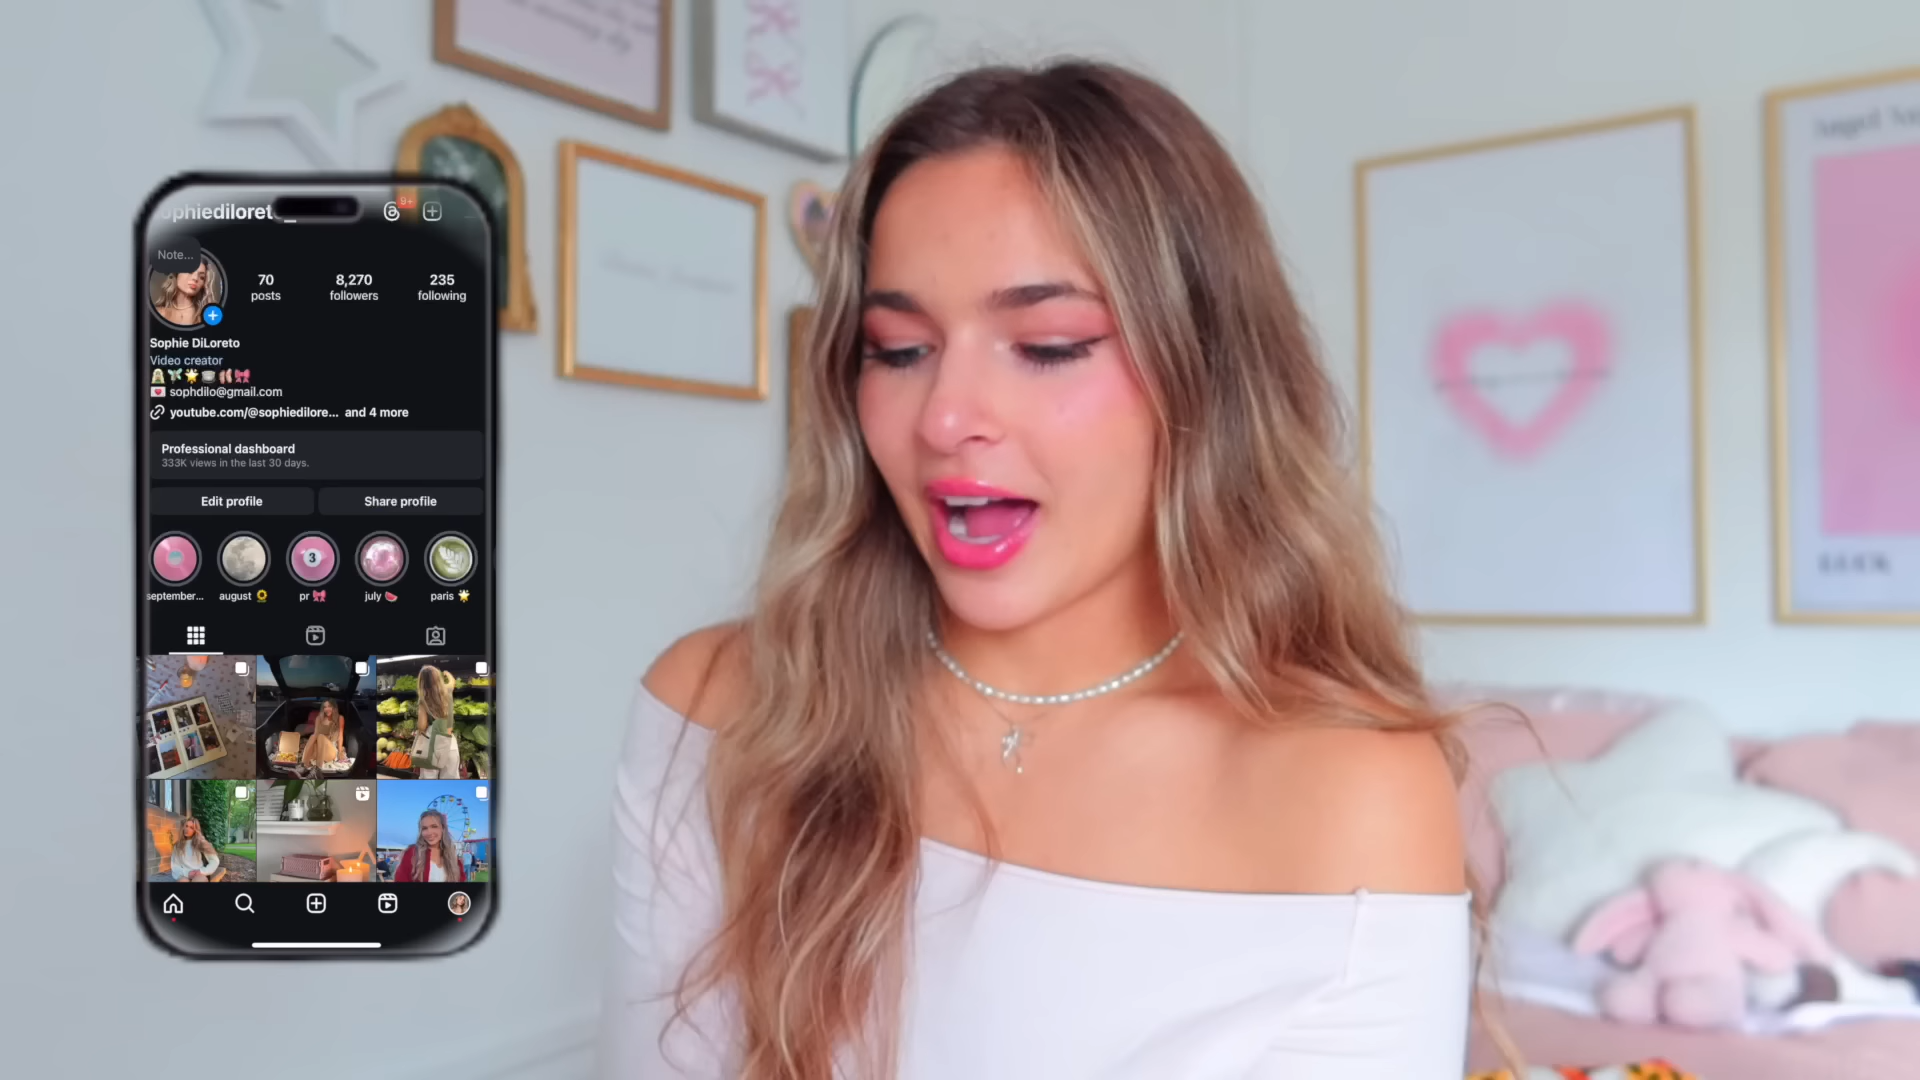 ophiediloret_
9+
Note...
70
posts
8,270
followers
235
following
Sophie DiLoreto
Video creator
sophdilo@gmail.com
youtube.com/@sophiedilore... and 4 more
Professional dashboard
333K views in the last 30 days.
Edit profile
Share profile
3
september...
august
pr
july
paris